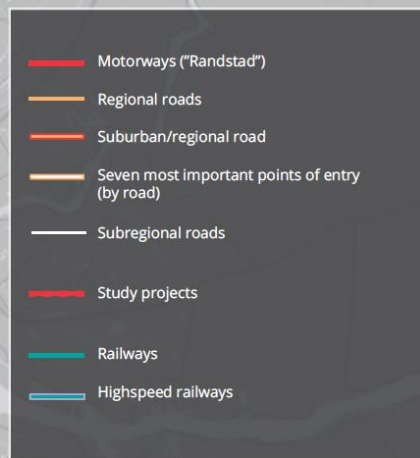 Motorways ("Randstad")
Regional roads
Suburban/regional road
Seven most important points of entry
(by road)
Subregional roads
Study projects
Railways
Highspeed railways